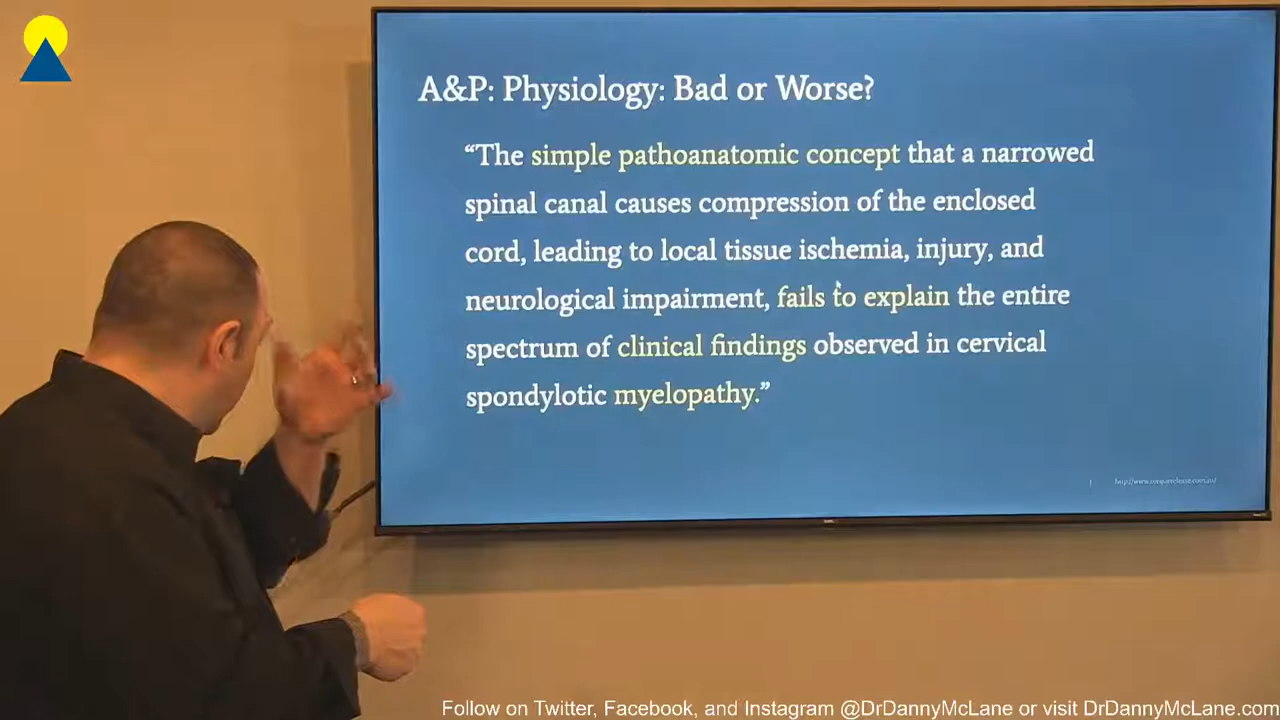 A&P: Physiology: Bad or Worse?
“The simple pathoanatomic concept that a narrowed
spinal canal causes compression of the enclosed
cord, leading to local tissue ischemia, injury, and
neurological impairment, fails to explain the entire
spectrum of clinical findings observed in cervical
spondylotic myelopathy.”
Follow on Twitter, Facebook, and Instagram @DrDannyMcLane or visit DrDannyMcLane.com